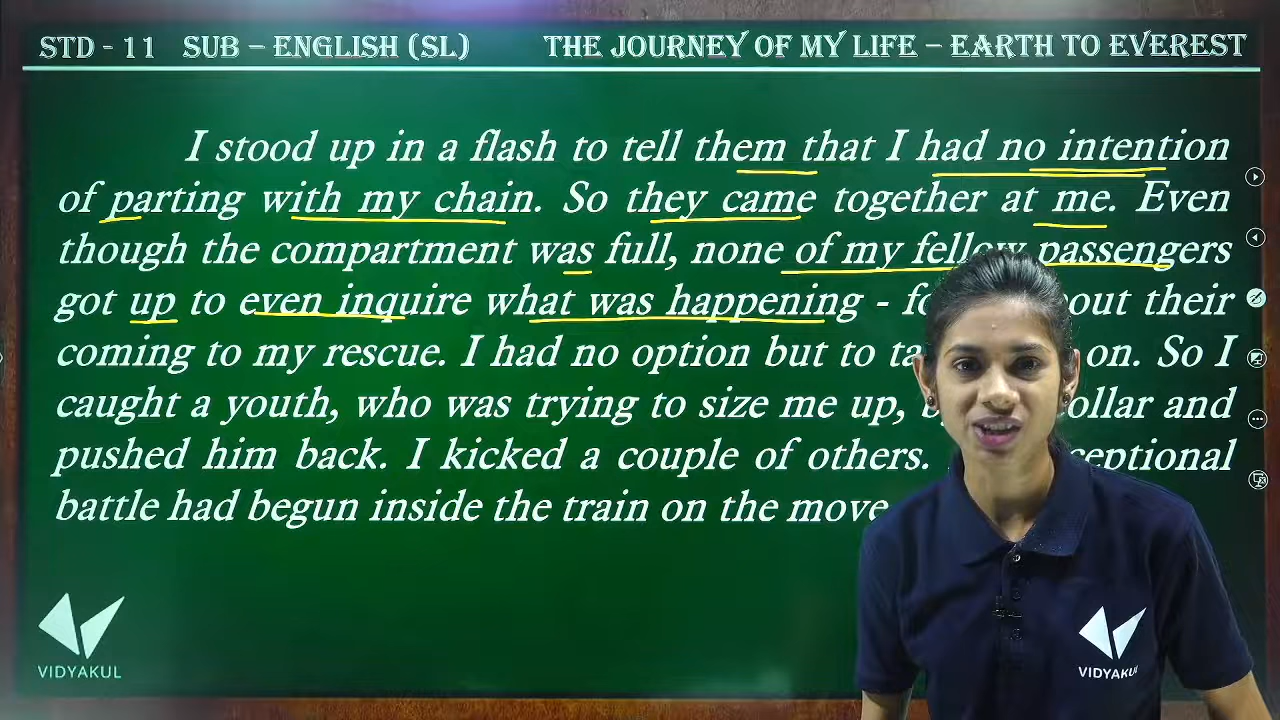 STD - 11 SUB – ENGLISH (SL) THE JOURNEY OF MY LIFE – EARTH TO EVEREST
I stood up in a flash to tell them that I had no intention
of parting with my chain. So they came together at me. Even
though the compartment was full, none of my fellow passengers
got up to even inquire what was happening - out their
coming to my rescue. I had no option but to on. So I
caught a youth, who was trying to size me up, ollar and
pushed him back. I kicked a couple of others. ceptional
battle had begun inside the train on the move
VIDYAKUL
VIDYAKUL